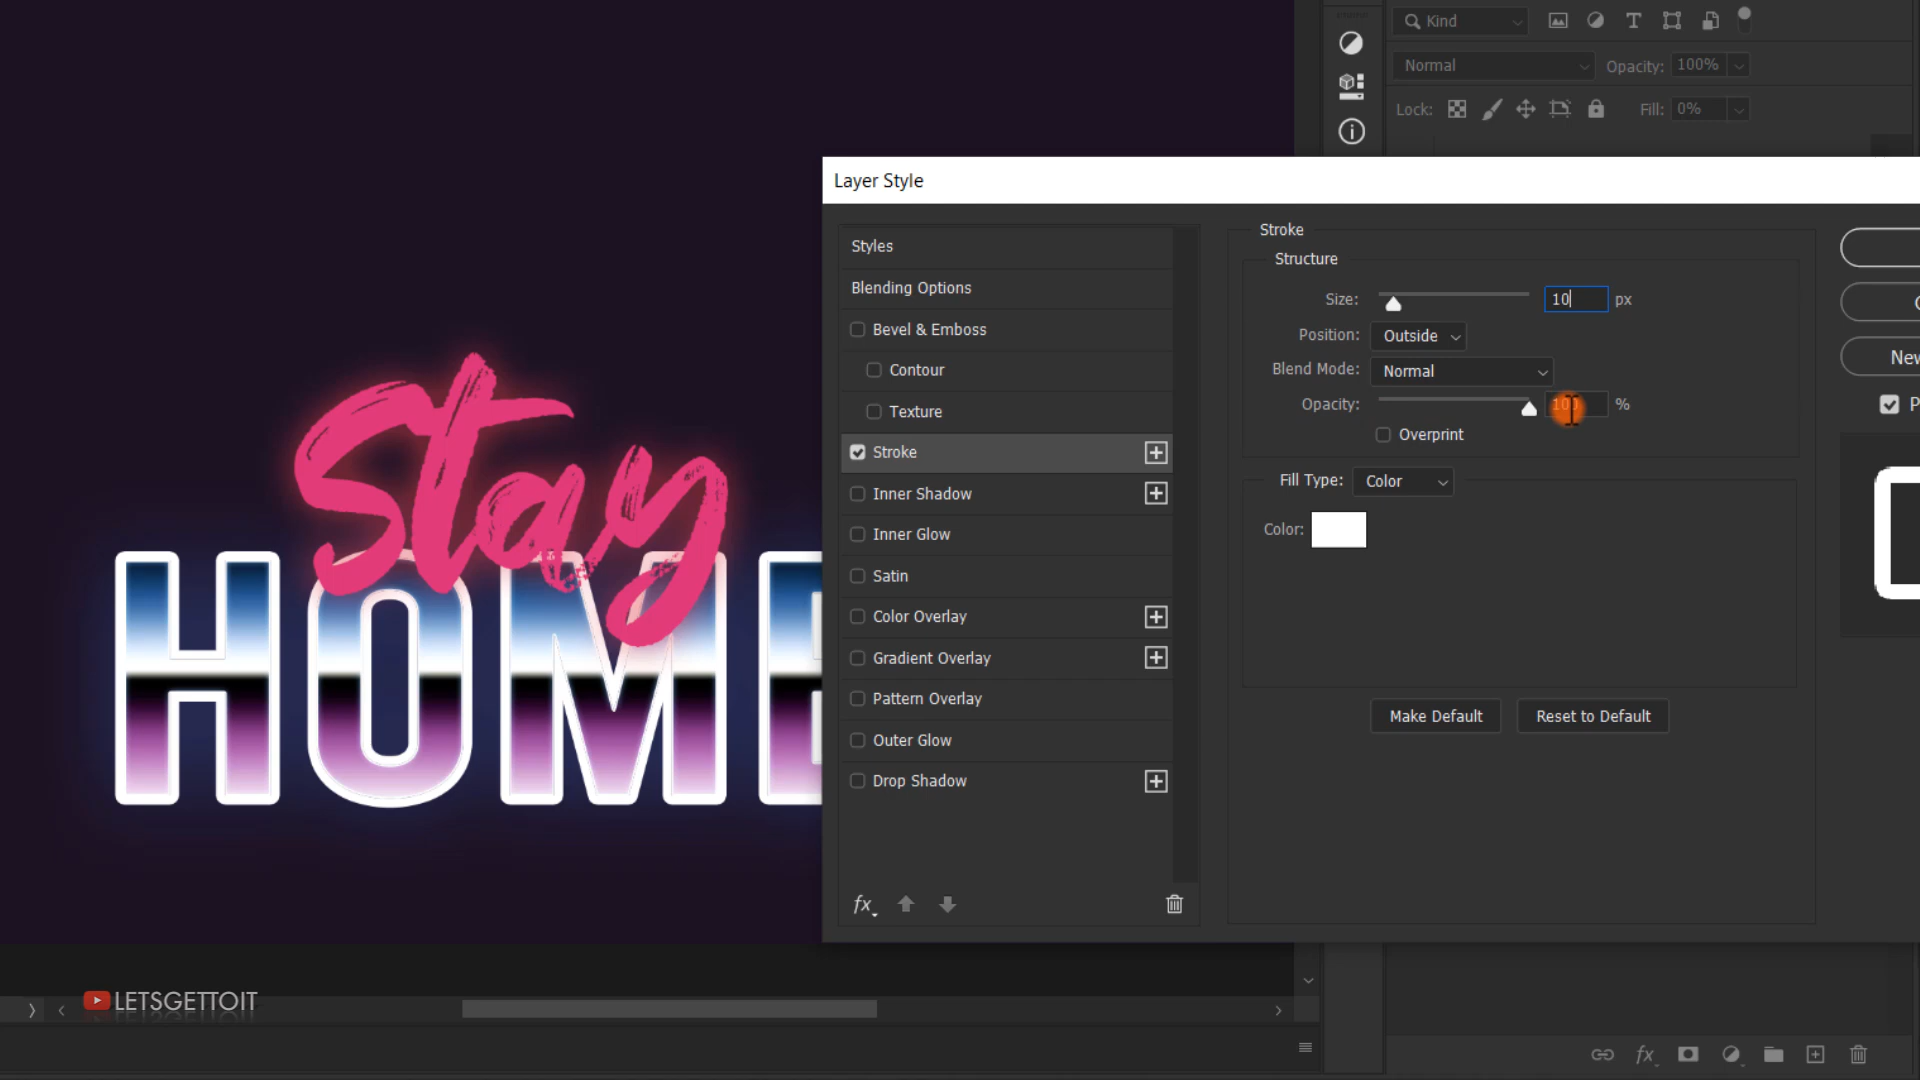 Kind
Normal
Opacity: 100%
Lock:
Fill: 0%
Layer Style
Styles
Blending Options
Bevel & Emboss
Contour
Texture
Stroke
Inner Shadow
Inner Glow
Satin
Color Overlay
Gradient Overlay
Pattern Overlay
Outer Glow
Drop Shadow
fx
Stroke
Structure
Size: 10 px
Position: Outside
Blend Mode: Normal
Opacity: 100 %
Overprint
Fill Type: Color
Color:
Make Default
Reset to Default
New
P
Stay
HOME
LETSGETTOIT
fx